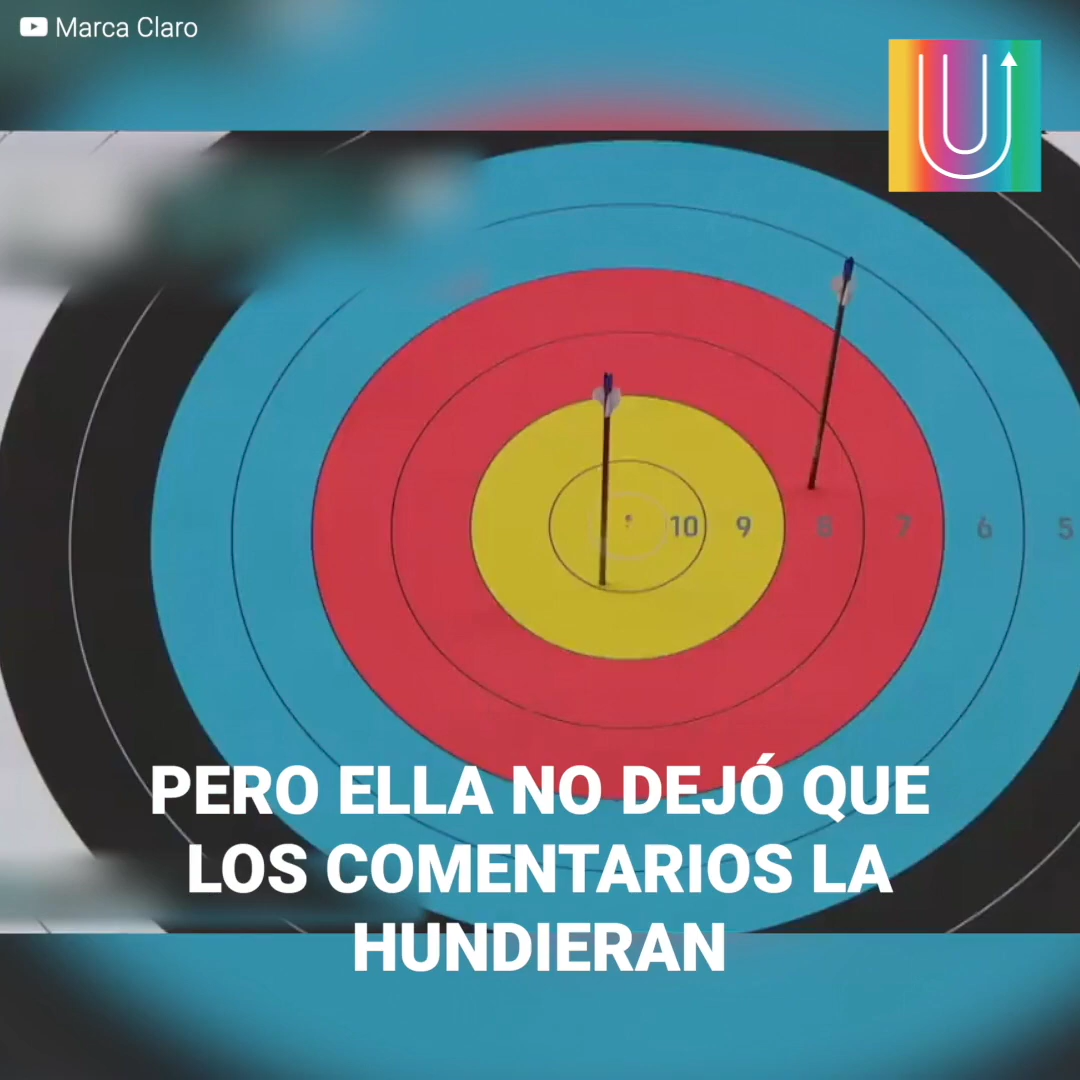 Marca Claro
10 9 8 7 6 5
PERO ELLA NO DEJÓ QUE
LOS COMENTARIOS LA
HUNDIERAN